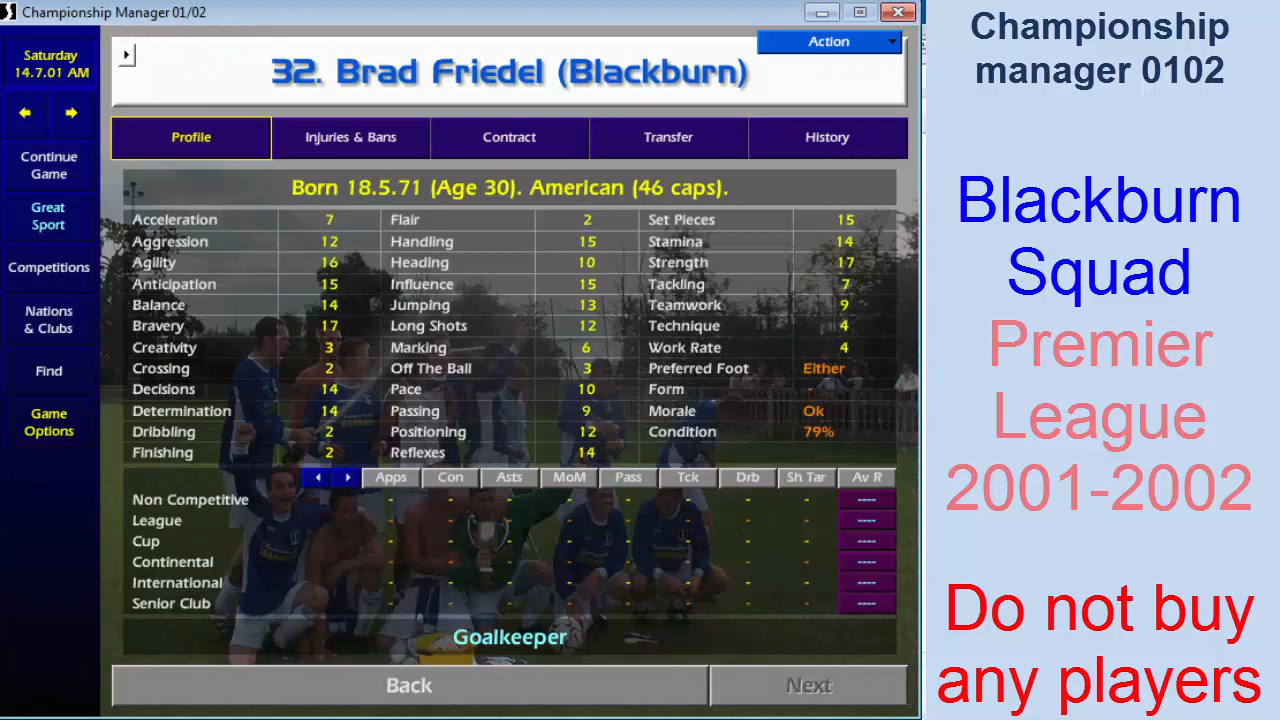 Championship Manager 01/02
Saturday
14.7.01 AM
Continue
Game
Great
Sport
Competitions
Nations
& Clubs
Find
Game
Options
Action
32. Brad Friedel (Blackburn)
Profile Injuries & Bans Contract Transfer History
Born 18.5.71 (Age 30). American (46 caps).
Acceleration 7 Flair 2 Set Pieces 15
Aggression 12 Handling 15 Stamina 14
Agility 16 Heading 10 Strength 17
Anticipation 15 Influence 15 Tackling 7
Balance 14 Jumping 13 Teamwork 9
Bravery 17 Long Shots 12 Technique 4
Creativity 3 Marking 6 Work Rate 4
Crossing 2 Off The Ball 3 Preferred Foot Either
Decisions 14 Pace 10 Form -
Determination 14 Passing 9 Morale Ok
Dribbling 2 Positioning 12 Condition 79%
Finishing 2 Reflexes 14
Apps Con Asts MoM Pass Tck Drb Sh Tar Av R
Non Competitive - - - - - - - - ----
League - - - - - - - - ----
Cup - - - - - - - - ----
Continental - - - - - - - - ----
International - - - - - - - - ----
Senior Club - - - - - - - - ----
Goalkeeper
Back Next
Championship
manager 0102
Blackburn
Squad
Premier
League
2001-2002
Do not buy
any players